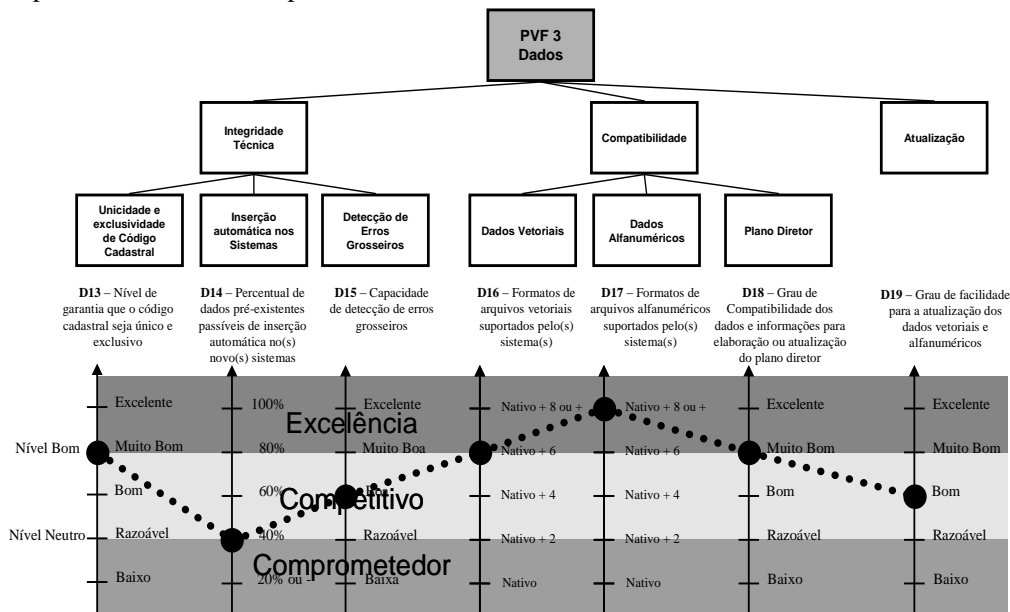 PVF 3
Dados
Integridade
Técnica
Compatibilidade
Atualização
Unicidade e
exclusividade
de Código
Cadastral
Inserção
automática nos
Sistemas
Detecção de
Erros
Grosseiros
Dados Vetoriais
Dados
Alfanuméricos
Plano Diretor
D13 – Nível de
garantia que o código
cadastral seja único e
exclusivo
D14 – Percentual de
dados pré-existentes
passíveis de inserção
automática no(s)
novo(s) sistemas
D15 – Capacidade
de detecção de erros
grosseiros
D16 – Formatos de
arquivos vetoriais
suportados pelo(s)
sistema(s)
D17 – Formatos de
arquivos alfanuméricos
suportados pelo(s)
sistema(s)
D18 – Grau de
Compatibilidade dos
dados e informações para
elaboração ou atualização
do plano diretor
D19 – Grau de facilidade
para a atualização dos
dados vetoriais e
alfanuméricos
Excelente
100%
Excelente
Nativo + 8 ou +
Nativo + 8 ou +
Excelente
Excelente
Excelência
Nível Bom
Muito Bom
80%
Muito Boa
Nativo + 6
Nativo + 6
Muito Bom
Muito Bom
Bom
60%
Nativo + 4
Nativo + 4
Bom
Bom
Competitivo
Nível Neutro
Razoável
40%
Razoável
Nativo + 2
Nativo + 2
Razoável
Razoável
Comprometedor
Baixo
20% ou -
Baixa
Nativo
Nativo
Baixo
Baixo